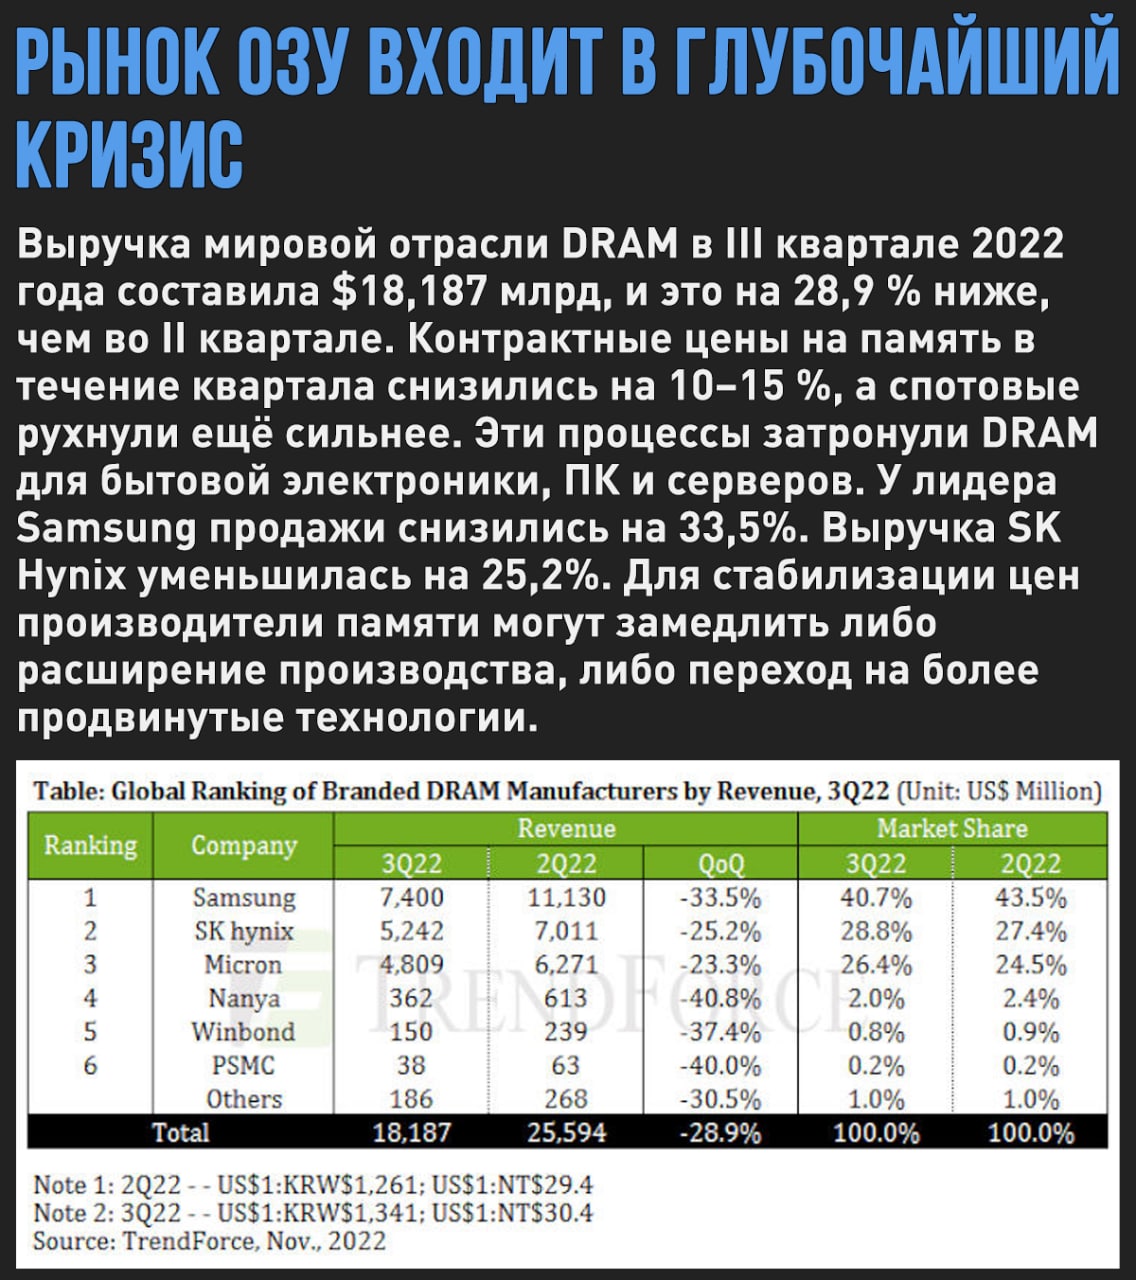 РЫНОК ОЗУ ВХОДИТ В ГЛУБОЧАЙШИЙ
КРИЗИС
Выручка мировой отрасли DRAM в III квартале 2022
года составила $18,187 млрд, и это на 28,9 % ниже,
чем во II квартале. Контрактные цены на память в
течение квартала снизились на 10–15 %, а спотовые
рухнули ещё сильнее. Эти процессы затронули DRAM
для бытовой электроники, ПК и серверов. У лидера
Samsung продажи снизились на 33,5%. Выручка SK
Hynix уменьшилась на 25,2%. Для стабилизации цен
производители памяти могут замедлить либо
расширение производства, либо переход на более
продвинутые технологии.
Table: Global Ranking of Branded DRAM Manufacturers by Revenue, 3Q22 (Unit: US$ Million)
Ranking Company Revenue Market Share
3Q22 2Q22 QoQ 3Q22 2Q22
1 Samsung 7,400 11,130 -33.5% 40.7% 43.5%
2 SK hynix 5,242 7,011 -25.2% 28.8% 27.4%
3 Micron 4,809 6,271 -23.3% 26.4% 24.5%
4 Nanya 362 613 -40.8% 2.0% 2.4%
5 Winbond 150 239 -37.4% 0.8% 0.9%
6 PSMC 38 63 -40.0% 0.2% 0.2%
Others 186 268 -30.5% 1.0% 1.0%
Total 18,187 25,594 -28.9% 100.0% 100.0%
TRENDFORCE
Note 1: 2Q22 - - US$1:KRW$1,261; US$1:NT$29.4
Note 2: 3Q22 - - US$1:KRW$1,341; US$1:NT$30.4
Source: TrendForce, Nov., 2022